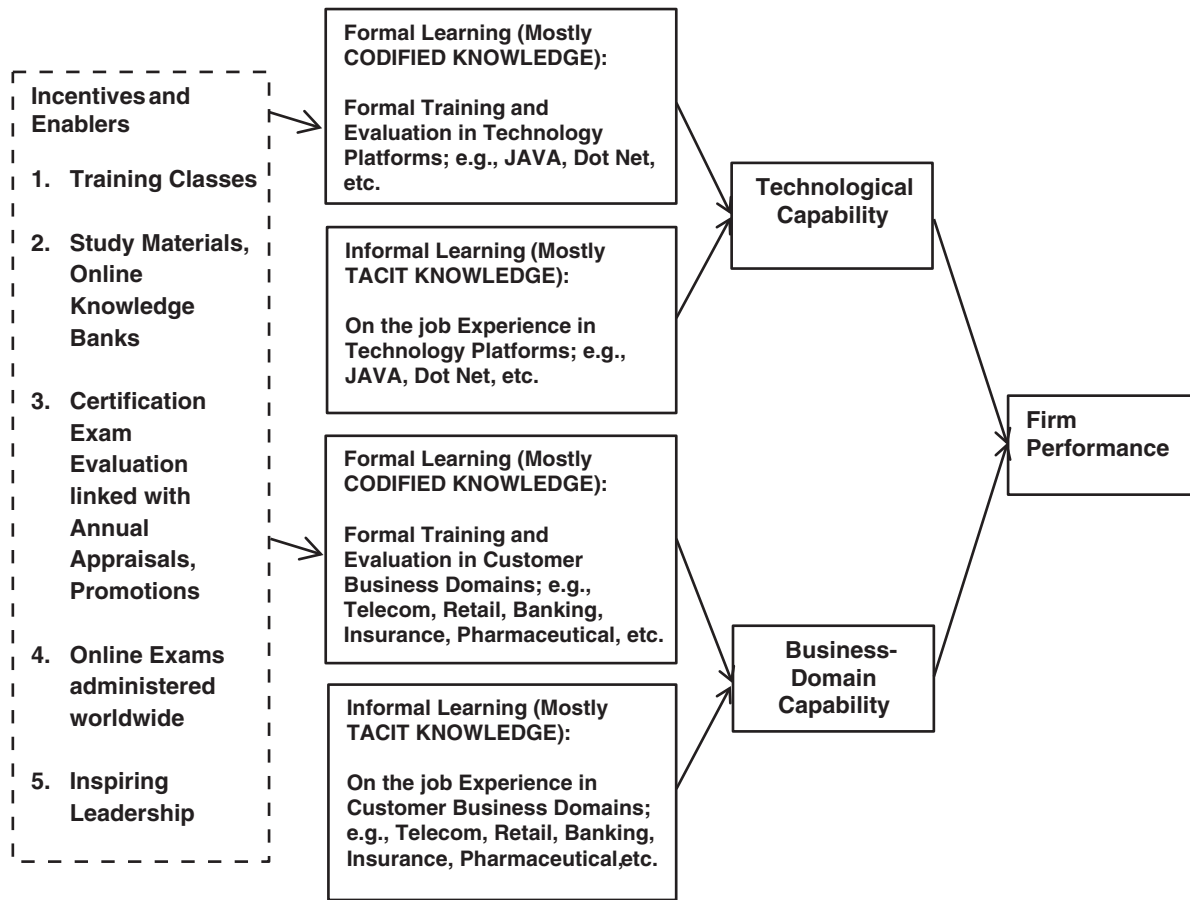 Incentives and
Enablers
1. Training Classes
2. Study Materials,
Online
Knowledge
Banks
3. Certification
Exam
Evaluation
linked with
Annual
Appraisals,
Promotions
4. Online Exams
administered
worldwide
5. Inspiring
Leadership
Formal Learning (Mostly
CODIFIED KNOWLEDGE):
Formal Training and
Evaluation in Technology
Platforms; e.g., JAVA, Dot Net,
etc.
Informal Learning (Mostly
TACIT KNOWLEDGE):
On the job Experience in
Technology Platforms; e.g.,
JAVA, Dot Net, etc.
Formal Learning (Mostly
CODIFIED KNOWLEDGE):
Formal Training and
Evaluation in Customer
Business Domains; e.g.,
Telecom, Retail, Banking,
Insurance, Pharmaceutical, etc.
Informal Learning (Mostly
TACIT KNOWLEDGE):
On the job Experience in
Customer Business Domains;
e.g., Telecom, Retail, Banking,
Insurance, Pharmaceutical,etc.
Technological
Capability
Business-
Domain
Capability
Firm
Performance